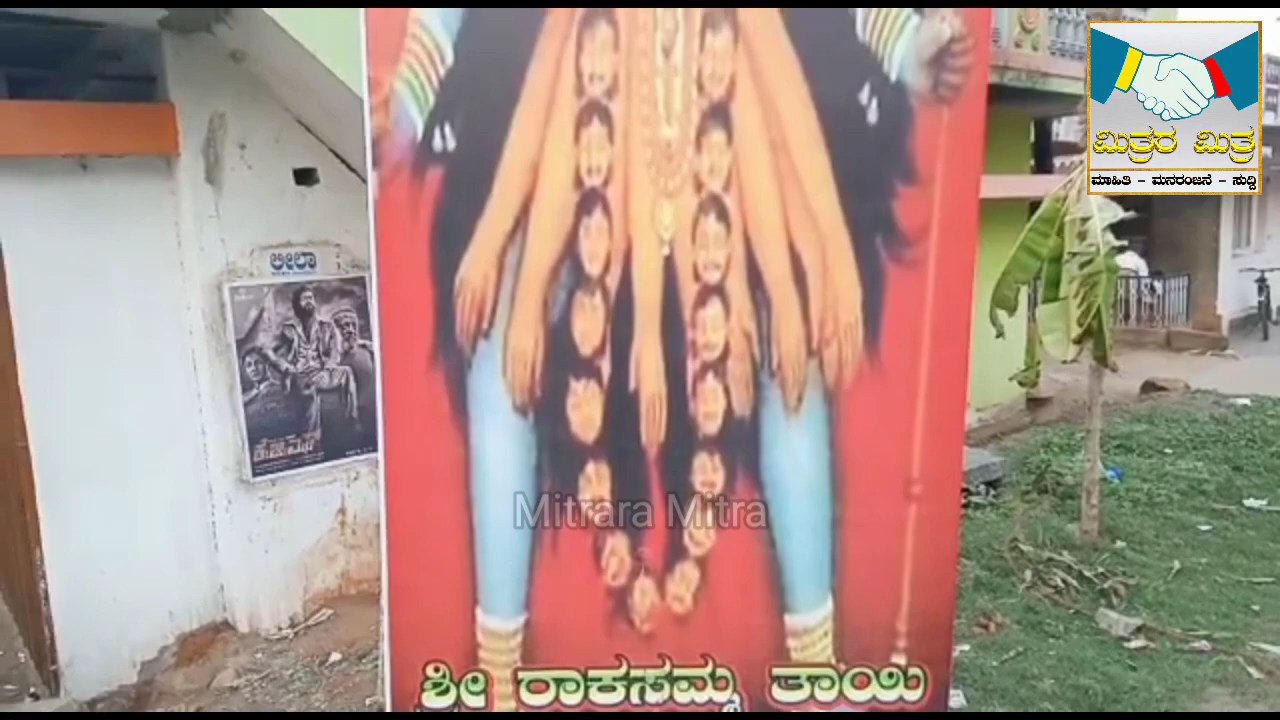 ಮಿತ್ರರ ಮಿತ್ರ
ಮಾಹಿತಿ - ಮನರಂಜನೆ - ಸುದ್ದಿ
ಲೀಲಾ
Mitrara Mitra
ಶ್ರೀ ರಾಕಸಮ್ಮ ತಾಯಿ